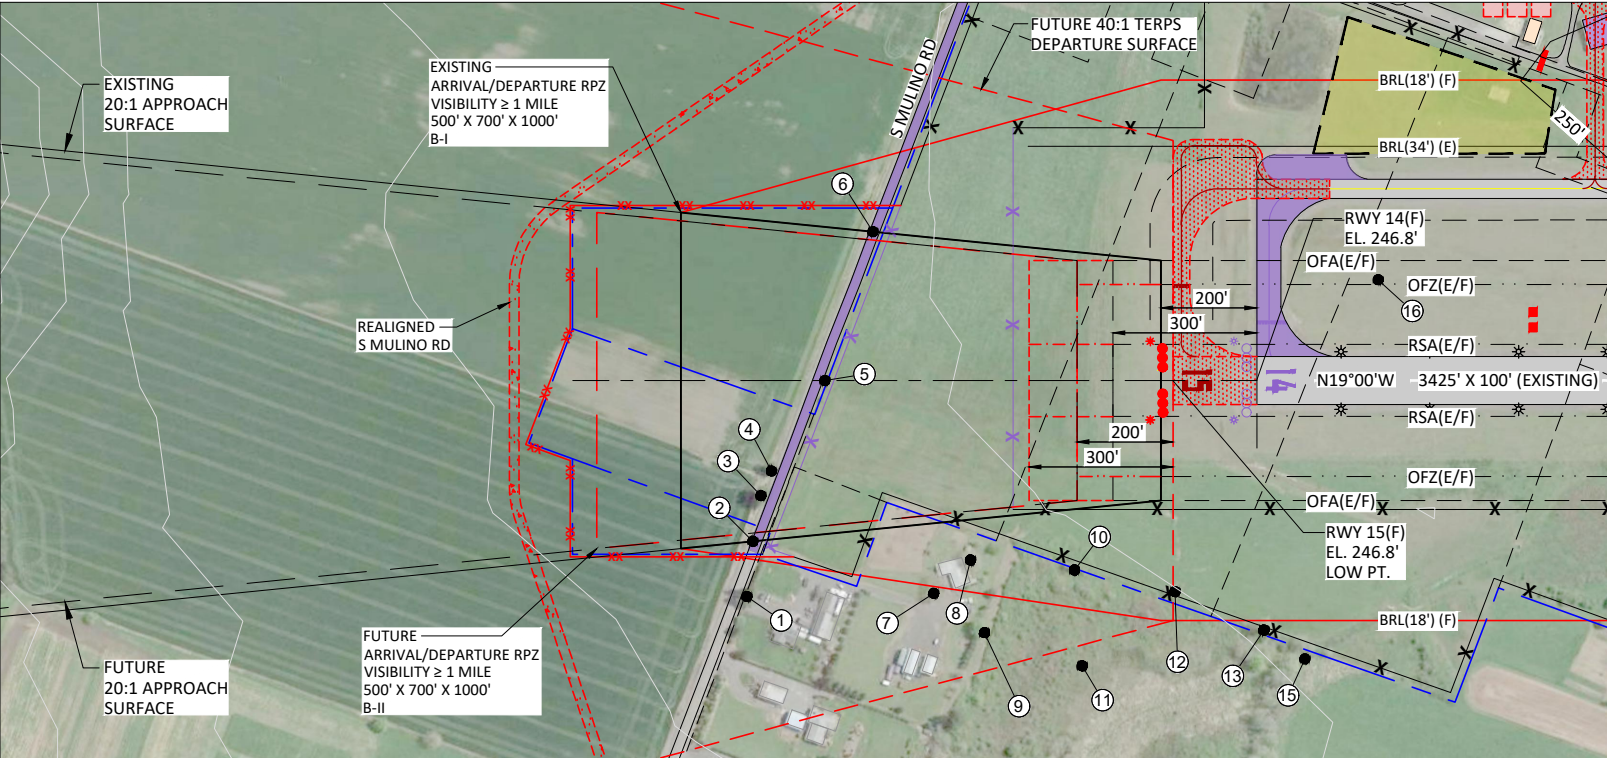 FUTURE 40:1 TERPS
DEPARTURE SURFACE
S MULINO RD
EXISTING
20:1 APPROACH
SURFACE
EXISTING
ARRIVAL/DEPARTURE RPZ
VISIBILITY ≥ 1 MILE
500' X 700' X 1000'
B-I
BRL(18') (F)
250'
BRL(34') (E)
6
RWY 14(F)
EL. 246.8'
OFA(E/F)
OFZ(E/F)
16
200'
300'
REALIGNED
S MULINO RD
RSA(E/F)
5
15
14
N19°00'W
3425' X 100' (EXISTING)
RSA(E/F)
4
200'
3
300'
OFZ(E/F)
2
OFA(E/F)
10
RWY 15(F)
EL. 246.8'
LOW PT.
1
7
8
BRL(18') (F)
FUTURE
ARRIVAL/DEPARTURE RPZ
VISIBILITY ≥ 1 MILE
500' X 700' X 1000'
B-II
FUTURE
20:1 APPROACH
SURFACE
12
13
15
9
11